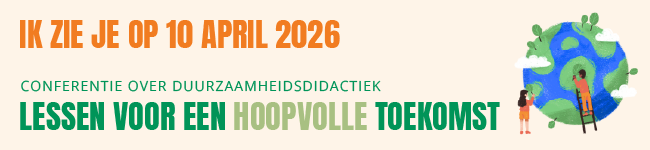 IK ZIE JE OP 10 APRIL 2026
CONFERENTIE OVER DUURZAAMHEIDSDIDACTIEK
LESSEN VOOR EEN HOOPVOLLE TOEKOMST